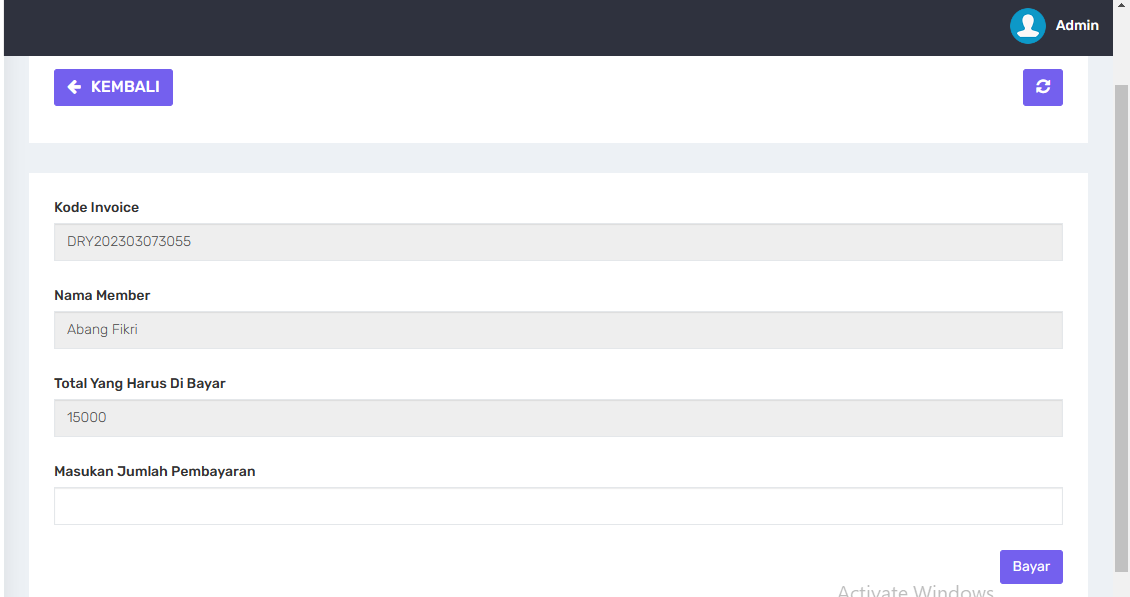 Admin
KEMBALI
Kode Invoice
DRY202303073055
Nama Member
Abang Fikri
Total Yang Harus Di Bayar
15000
Masukan Jumlah Pembayaran
Bayar
Activate Windows